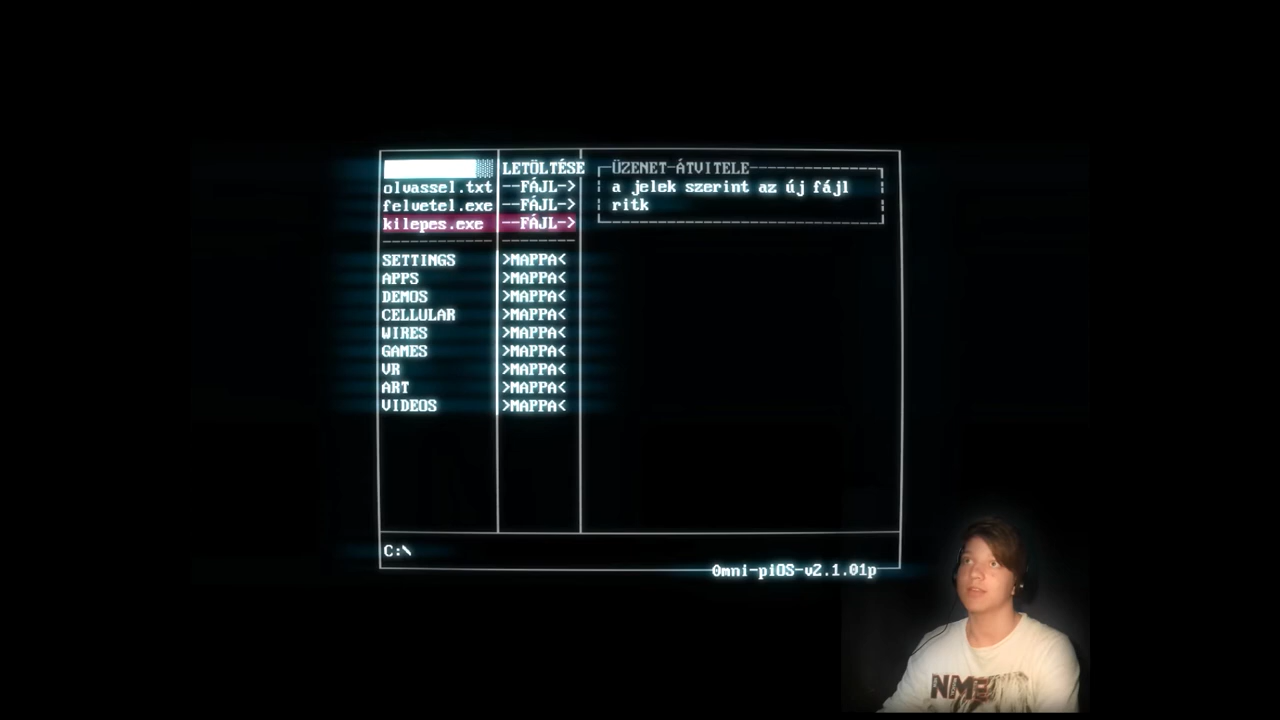 LETÖLTÉSE
olvassel.txt --FÁJL->
felvetel.exe --FÁJL->
kilepes.exe --FÁJL->
SETTINGS >MAPPA<
APPS >MAPPA<
DEMOS >MAPPA<
CELLULAR >MAPPA<
WIRES >MAPPA<
GAMES >MAPPA<
VR >MAPPA<
ART >MAPPA<
VIDEOS >MAPPA<
ÜZENET-ÁTVITELE
a jelek szerint az új fájl
ritk
C:\
Omni-piOS-v2.1.01p